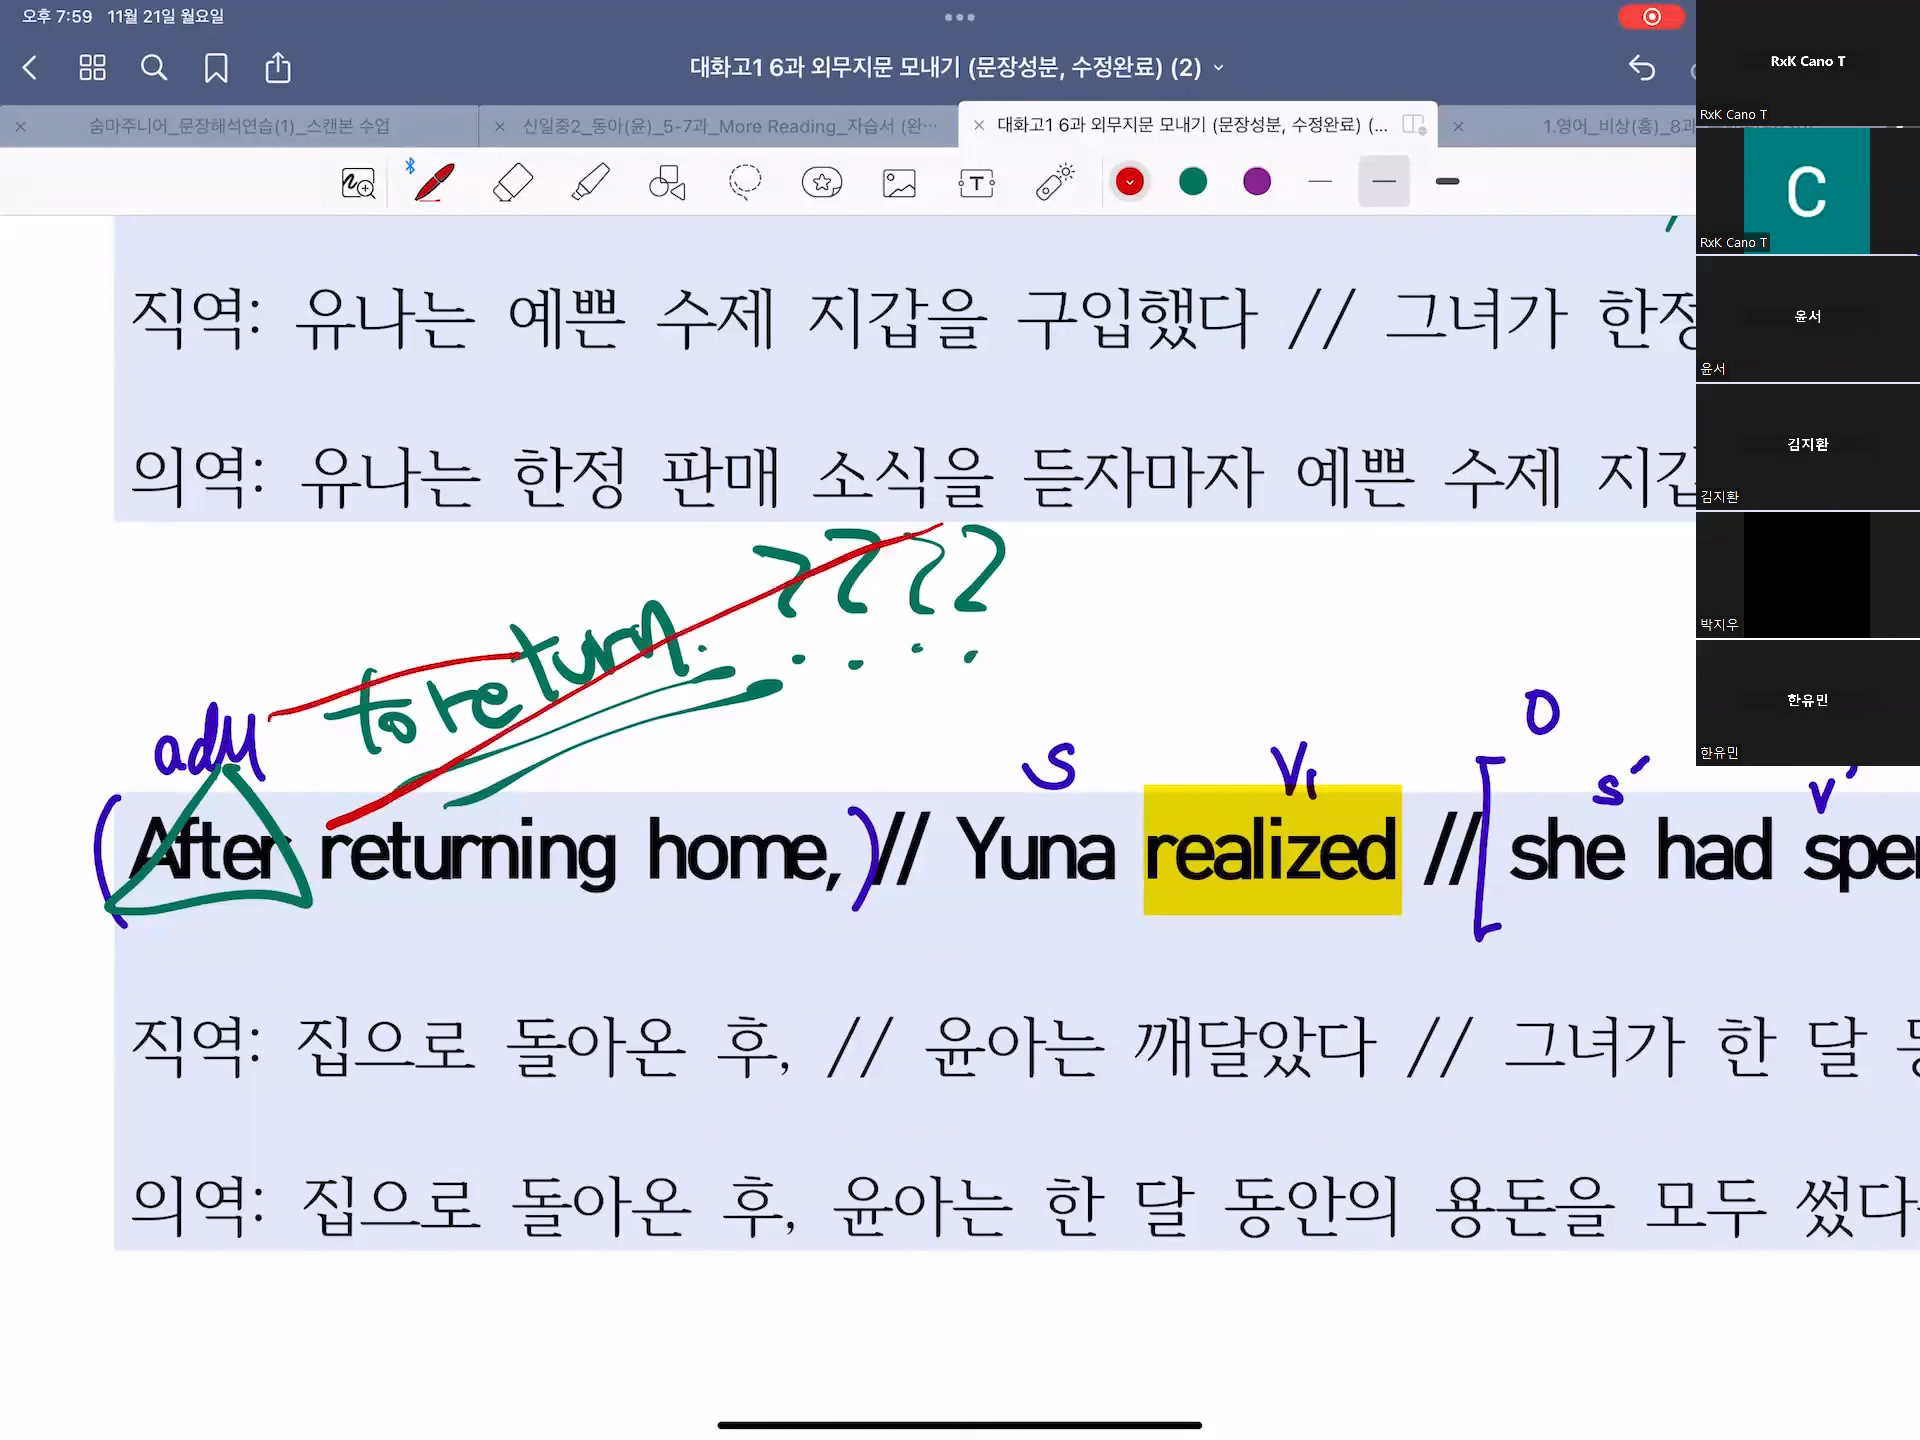 오후 7:59 11월 21일 월요일
대화고1 6과 외무지문 모내기 (문장성분, 수정완료) (2)
숨마주니어_문장해석연습(1)_스캔본 수업
신일중2_동아(윤)_5-7과_More Reading_자습서 (완…
대화고1 6과 외무지문 모내기 (문장성분, 수정완료) (...
1.영어_비상(홍)_8과
RxK Cano T
RxK Cano T
C
RxK Cano T
윤서
윤서
김지환
김지환
박지우
한유민
한유민
직역: 유나는 예쁜 수제 지갑을 구입했다 // 그녀가 한정
의역: 유나는 한정 판매 소식을 듣자마자 예쁜 수제 지갑
????
to return.
adv S V1 O s' v'
(After returning home,)// Yuna realized //[ she had spen
직역: 집으로 돌아온 후, // 윤아는 깨달았다 // 그녀가 한 달
의역: 집으로 돌아온 후, 윤아는 한 달 동안의 용돈을 모두 썼다